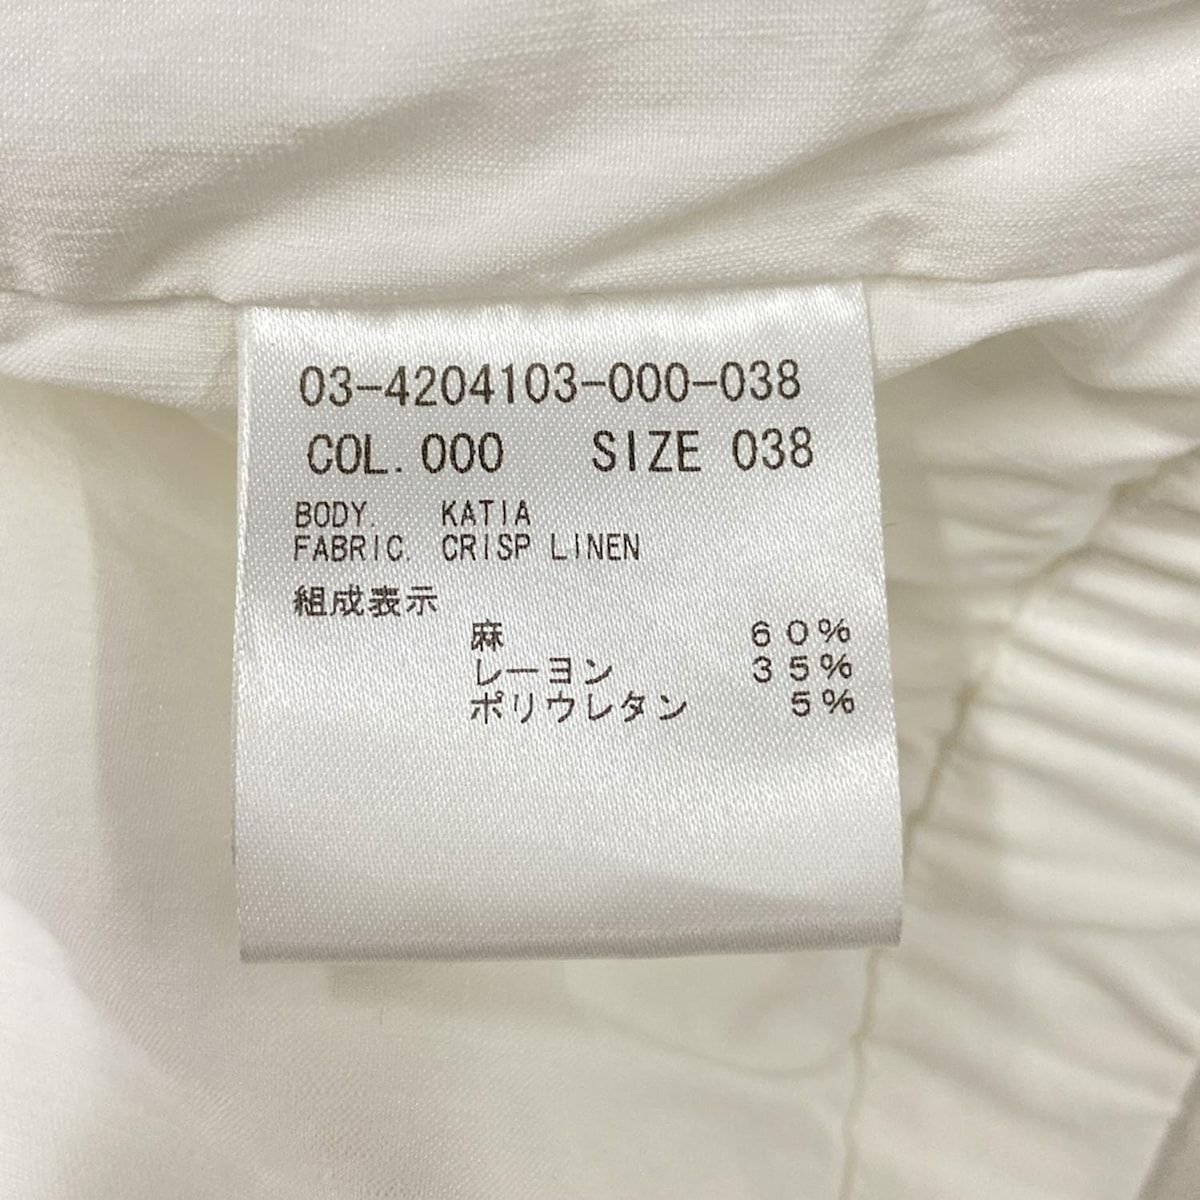 03-4204103-000-038
COL. 000 SIZE 038
BODY. KATIA
FABRIC. CRISP LINEN
組成表示
麻 60%
レーヨン 35%
ポリウレタン 5%